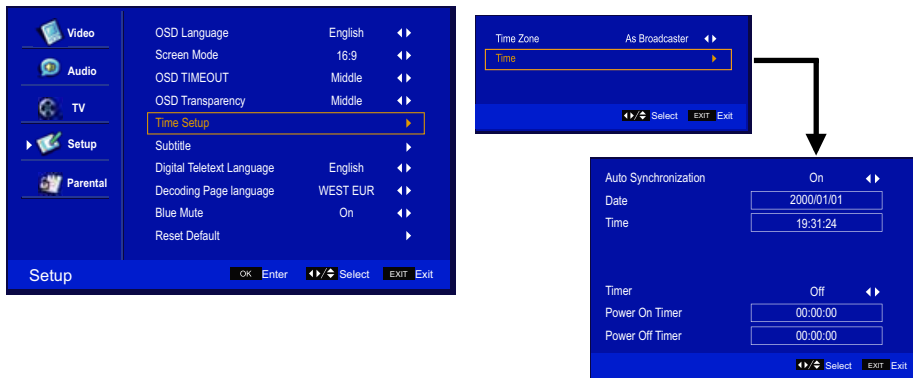 Video
Audio
TV
Setup
Parental
OSD Language English
Screen Mode 16:9
OSD TIMEOUT Middle
OSD Transparency Middle
Time Setup
Subtitle
Digital Teletext Language English
Decoding Page language WEST EUR
Blue Mute On
Reset Default
Setup OK Enter / Select EXIT Exit
Time Zone As Broadcaster
Time
/ Select EXIT Exit
Auto Synchronization On
Date 2000/01/01
Time 19:31:24
Timer Off
Power On Timer 00:00:00
Power Off Timer 00:00:00
/ Select EXIT Exit